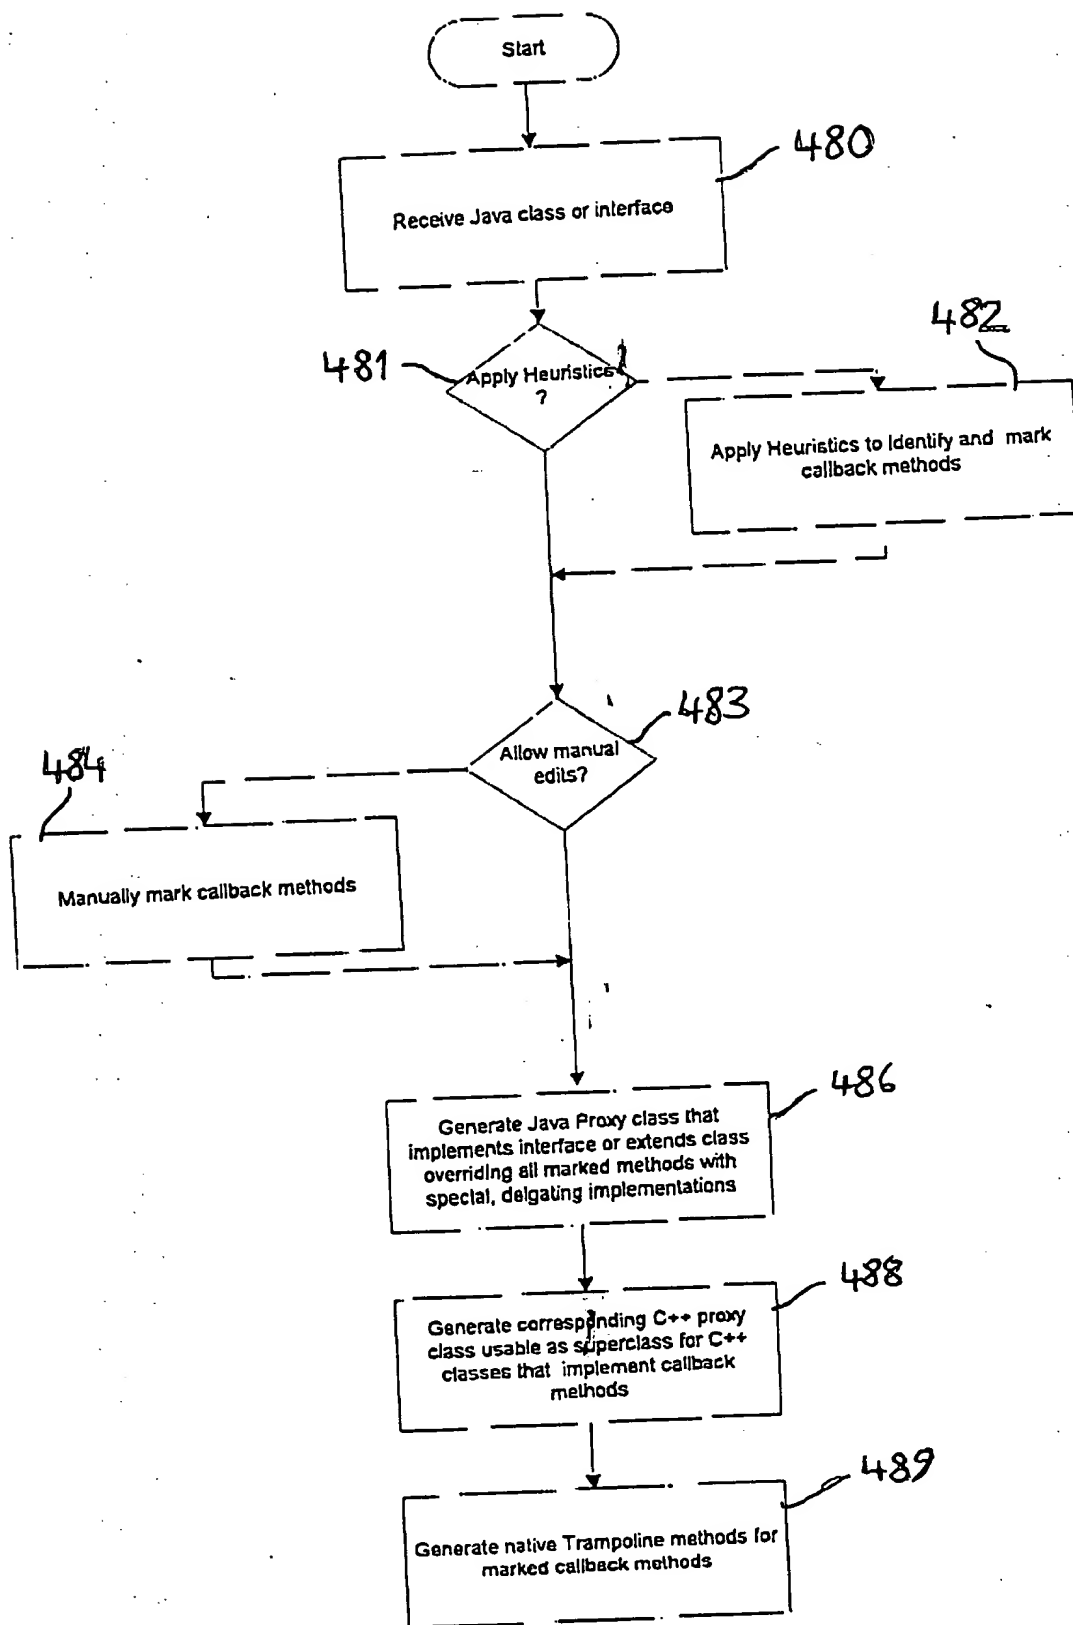 Start
480
Receive Java class or interface
482
481
Apply Heuristics
?
Apply Heuristics to Identify and mark
callback methods
483
Allow manual
edits?
484
Manually mark callback methods
486
Generate Java Proxy class that
implements interface or extends class
overriding all marked methods with
special, delgating implementations
488
Generate corresponding C++ proxy
class usable as superclass for C++
classes that implement callback
methods
489
Generate native Trampoline methods for
marked callback methods